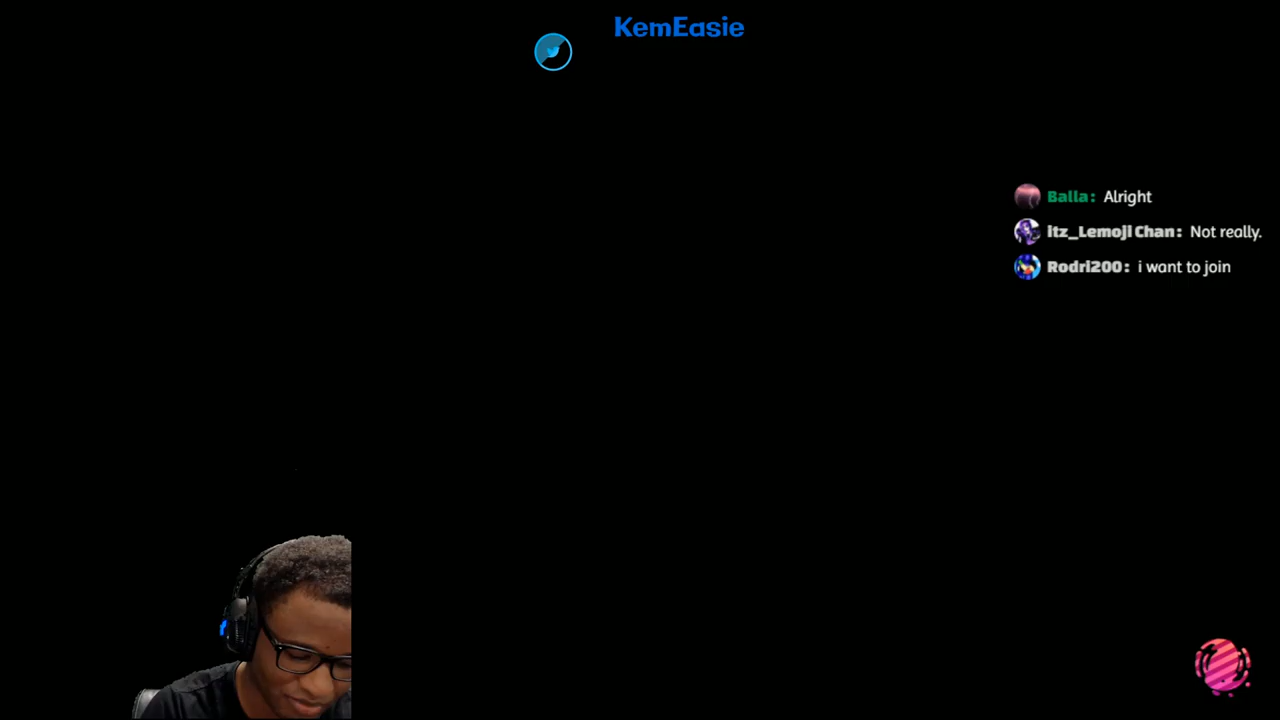 KemEasie
Balla: Alright
itz_Lemoji Chan: Not really.
Rodri200: i want to join